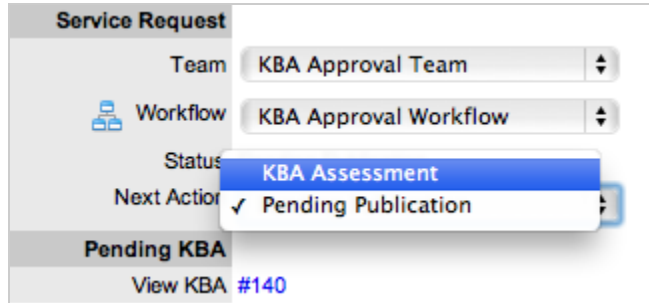 Service Request
Team KBA Approval Team
Workflow KBA Approval Workflow
Status
KBA Assessment
Next Action ✓ Pending Publication
Pending KBA
View KBA #140